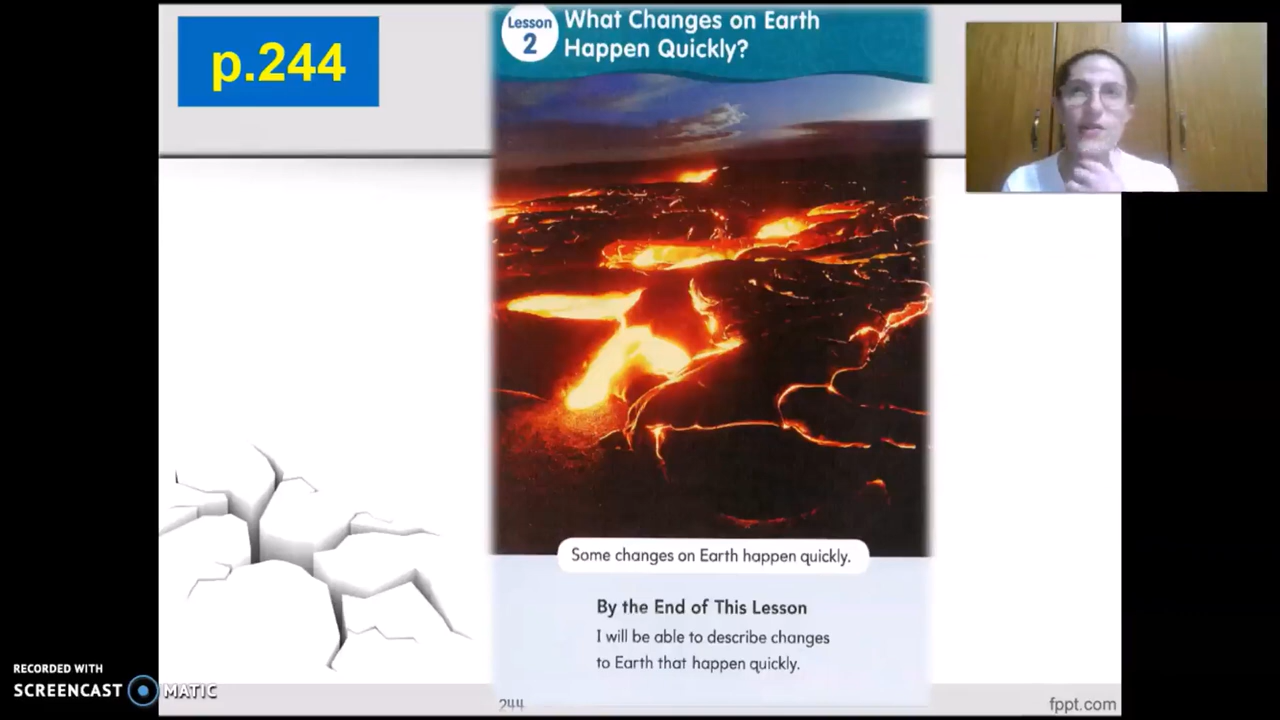 p.244
Lesson
2
What Changes on Earth
Happen Quickly?
Some changes on Earth happen quickly.
By the End of This Lesson
I will be able to describe changes
to Earth that happen quickly.
244
fppt.com
RECORDED WITH
SCREENCAST MATIC